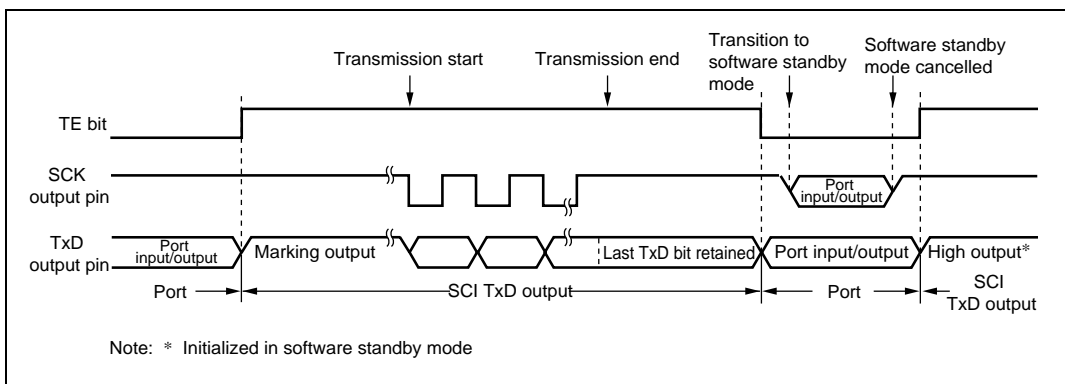 Transmission start
Transmission end
Transition to
software standby
mode
Software standby
mode cancelled
TE bit
SCK
output pin
Port
input/output
TxD
output pin
Port
input/output
Marking output
Last TxD bit retained
Port input/output
High output*
Port
SCI TxD output
Port
SCI
TxD output
Note: * Initialized in software standby mode